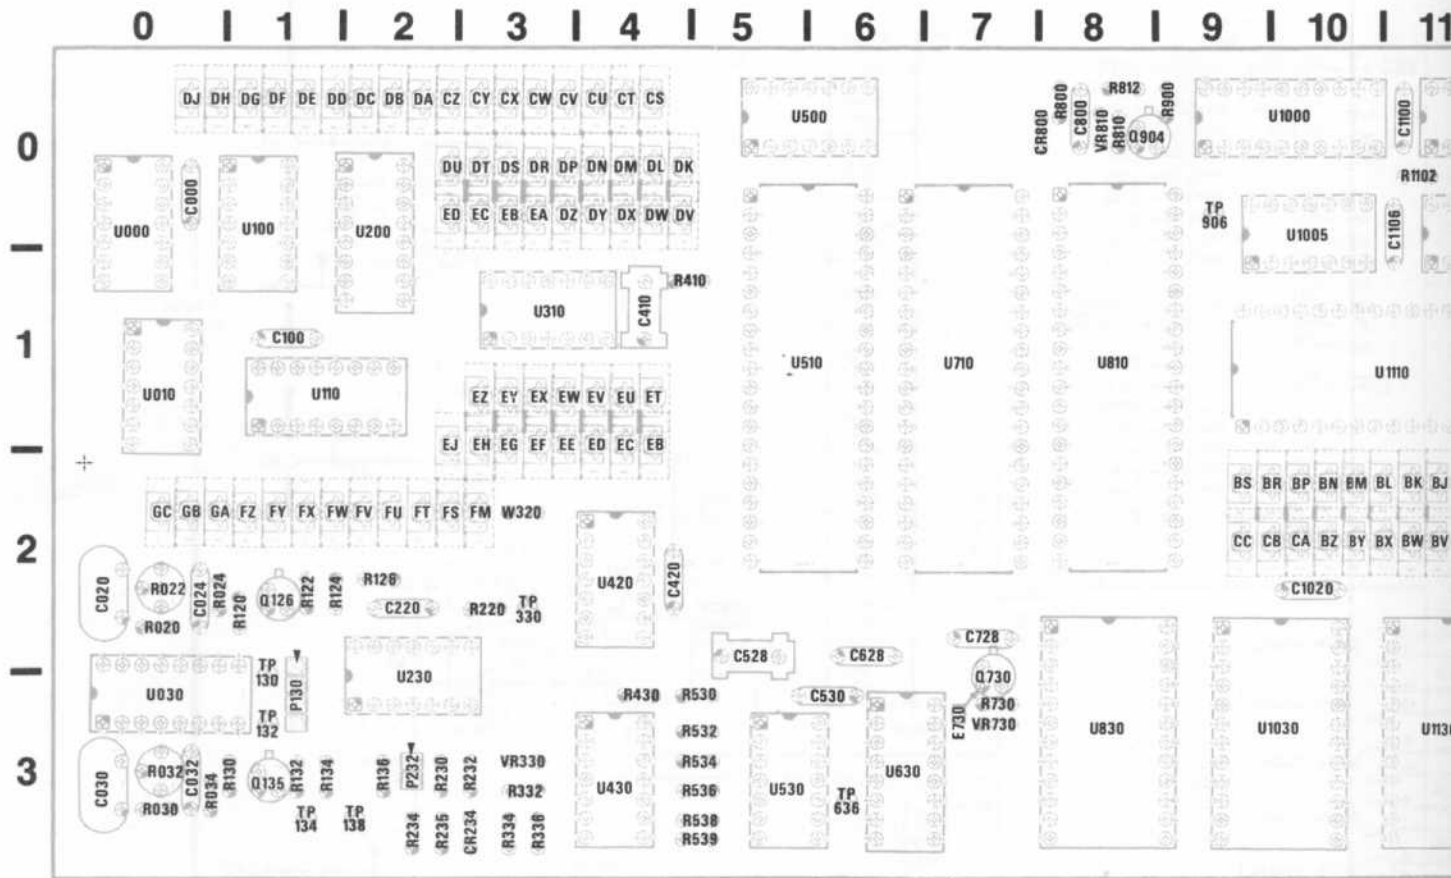 0 1 2 3 4 5 6 7 8 9 10 11
DJ DH DG DF DE DD DC DB DA CZ CY CX CW CV CU CT CS U500 CR800 R800 C800 R812 VR810 R810 Q904 R900 U1000 C1100
0
DU DT DS DR DP DN DM DL DK R1102
U000 C000 U100 U200 ED EC EB EA DZ DY DX DW DV TP 906 U1005 C1106
U310 C410 R410
1
C100 U510 U710 U810 U1110
U010 U110 EZ EY EX EW EV EU ET
EJ EH EG EF EE ED EC EB
BS BR BP BN BM BL BK BJ
GC GB GA FZ FY FX FW FV FU FT FS FM W320
CC CB CA BZ BY BX BW BV
2
C020 R022 C024 R024 R120 Q126 R122 R124 R126 C220 R220 TP 330 U420 C420 C1020
R020
C728
U030 TP 130 P130 U230 C528 C628 Q730
TP 132 R430 R530 C530 E730 R730
VR730
R532 U830 U1030 U1130
3
C030 R032 C032 R034 R130 Q135 R132 R134 R136 P232 R230 R232 VR330 R534 U630
R030 R332 U430 R536 U530 TP 636
TP 134 TP 138 R234 R235 CR234 R334 R336 R538
R539